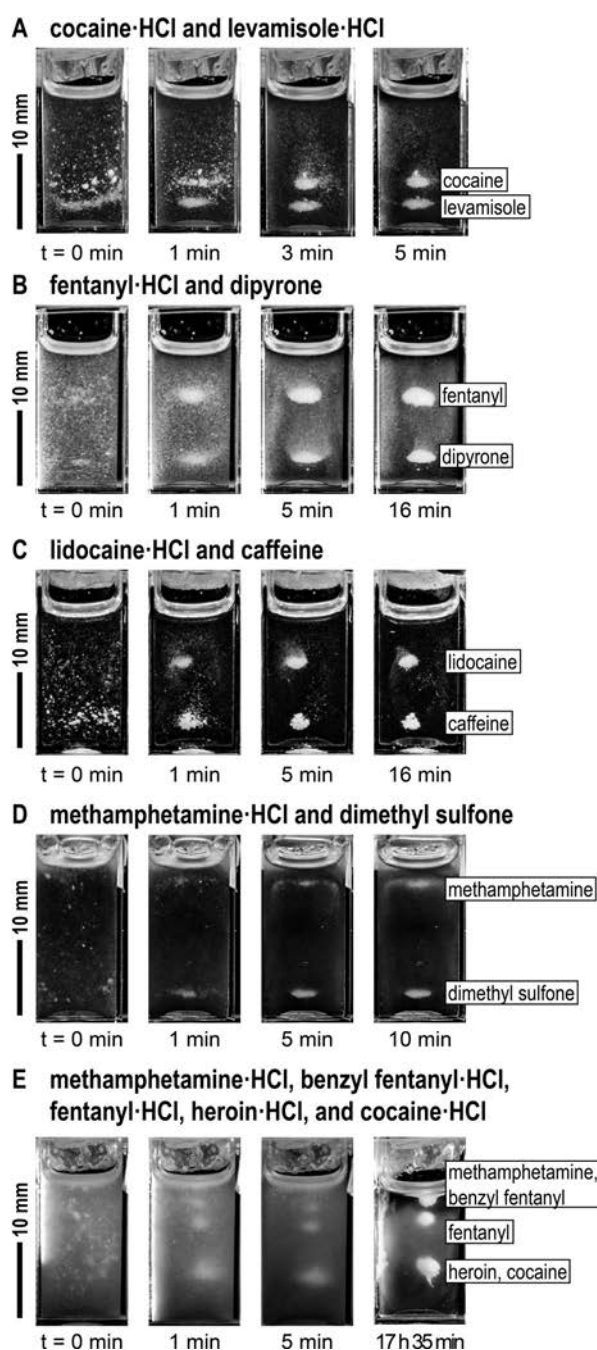 A cocaine·HCl and levamisole·HCl
10 mm
cocaine
levamisole
t = 0 min 1 min 3 min 5 min
B fentanyl·HCl and dipyrone
10 mm
fentanyl
dipyrone
t = 0 min 1 min 5 min 16 min
C lidocaine·HCl and caffeine
10 mm
lidocaine
caffeine
t = 0 min 1 min 5 min 16 min
D methamphetamine·HCl and dimethyl sulfone
10 mm
methamphetamine
dimethyl sulfone
t = 0 min 1 min 5 min 10 min
E methamphetamine·HCl, benzyl fentanyl·HCl,
fentanyl·HCl, heroin·HCl, and cocaine·HCl
10 mm
methamphetamine,
benzyl fentanyl
fentanyl
heroin, cocaine
t = 0 min 1 min 5 min 17 h 35 min